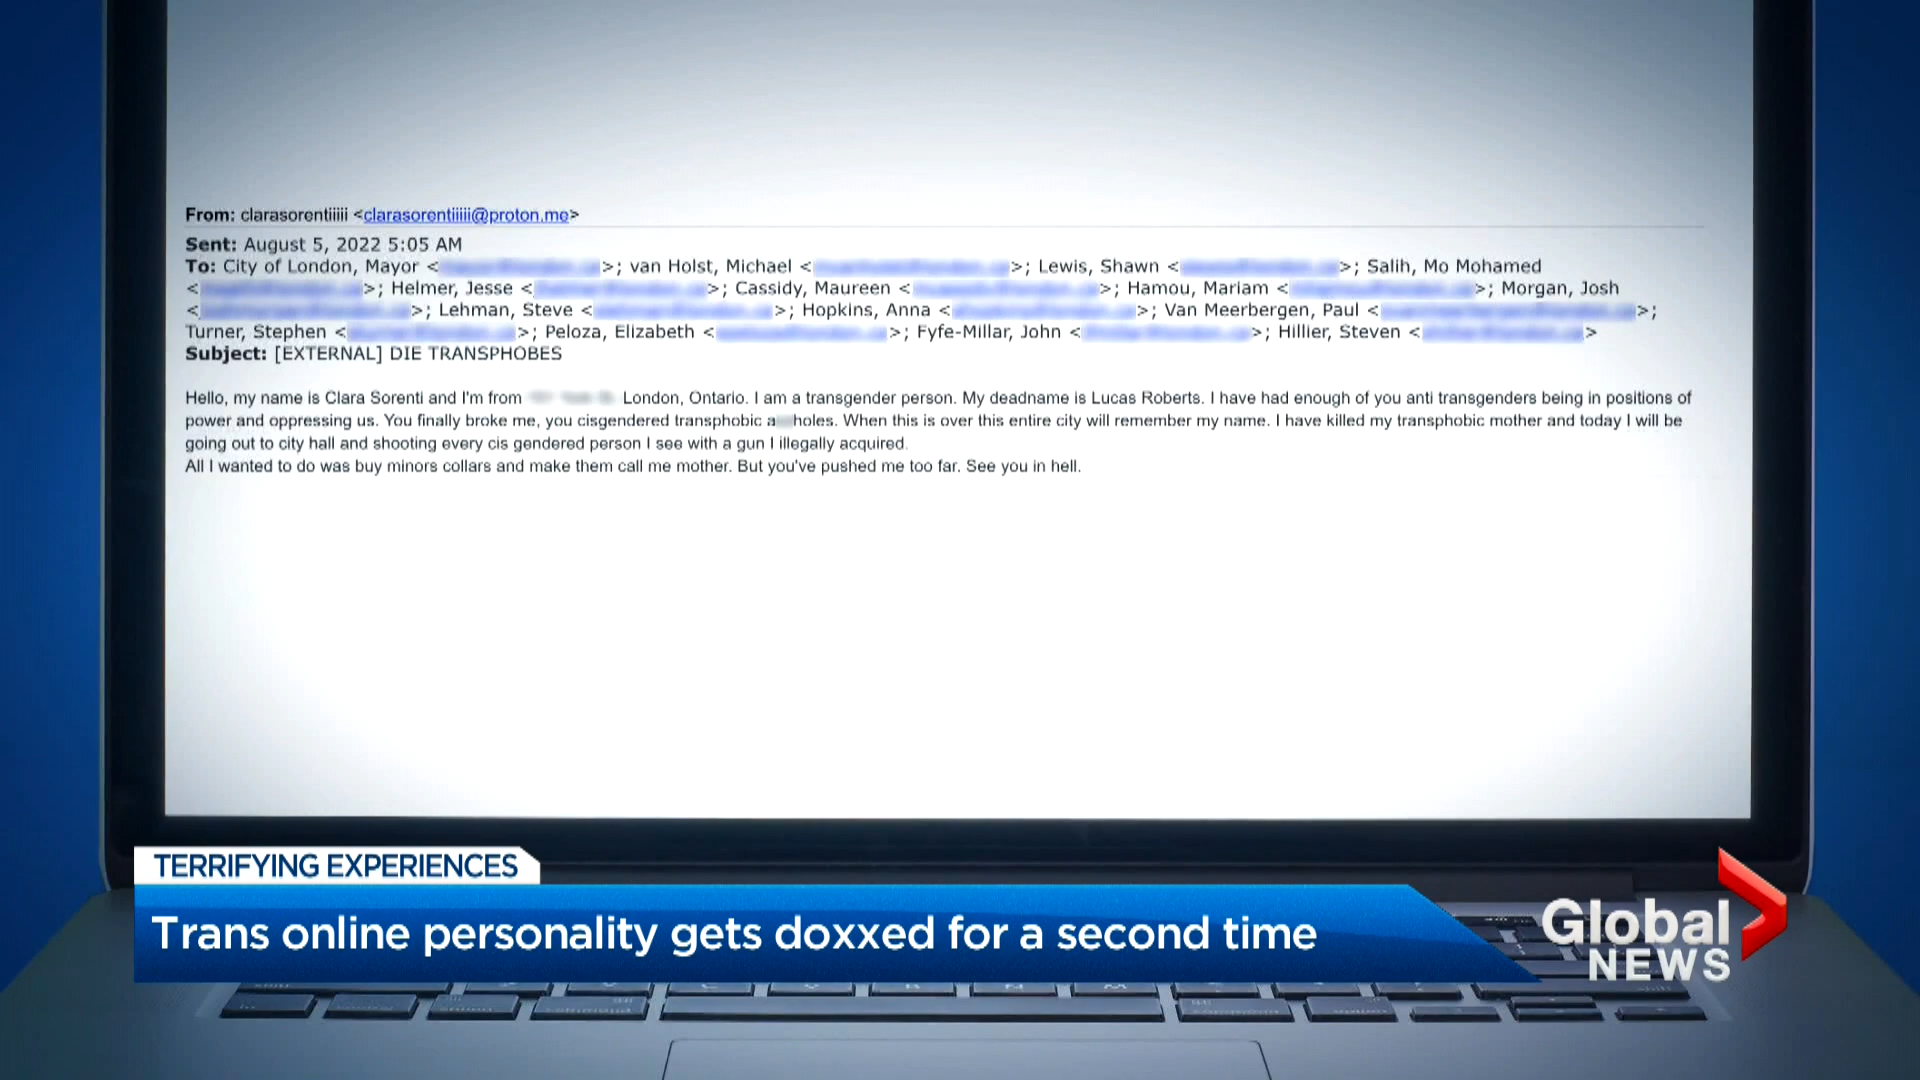 From: clarasorentiiiii <clarasorentiiiii@proton.me>
Sent: August 5, 2022 5:05 AM
To: City of London, Mayor < >; van Holst, Michael < >; Lewis, Shawn < >; Salih, Mo Mohamed
< >; Helmer, Jesse < >; Cassidy, Maureen < >; Hamou, Mariam < >; Morgan, Josh
< >; Lehman, Steve < >; Hopkins, Anna < >; Van Meerbergen, Paul < >;
Turner, Stephen < >; Peloza, Elizabeth < >; Fyfe-Millar, John < >; Hillier, Steven < >
Subject: [EXTERNAL] DIE TRANSPHOBES
Hello, my name is Clara Sorenti and I'm from London, Ontario. I am a transgender person. My deadname is Lucas Roberts. I have had enough of you anti transgenders being in positions of
power and oppressing us. You finally broke me, you cisgendered transphobic a holes. When this is over this entire city will remember my name. I have killed my transphobic mother and today I will be
going out to city hall and shooting every cis gendered person I see with a gun I illegally acquired.
All I wanted to do was buy minors collars and make them call me mother. But you've pushed me too far. See you in hell.
TERRIFYING EXPERIENCES
Trans online personality gets doxxed for a second time
Global
NEWS